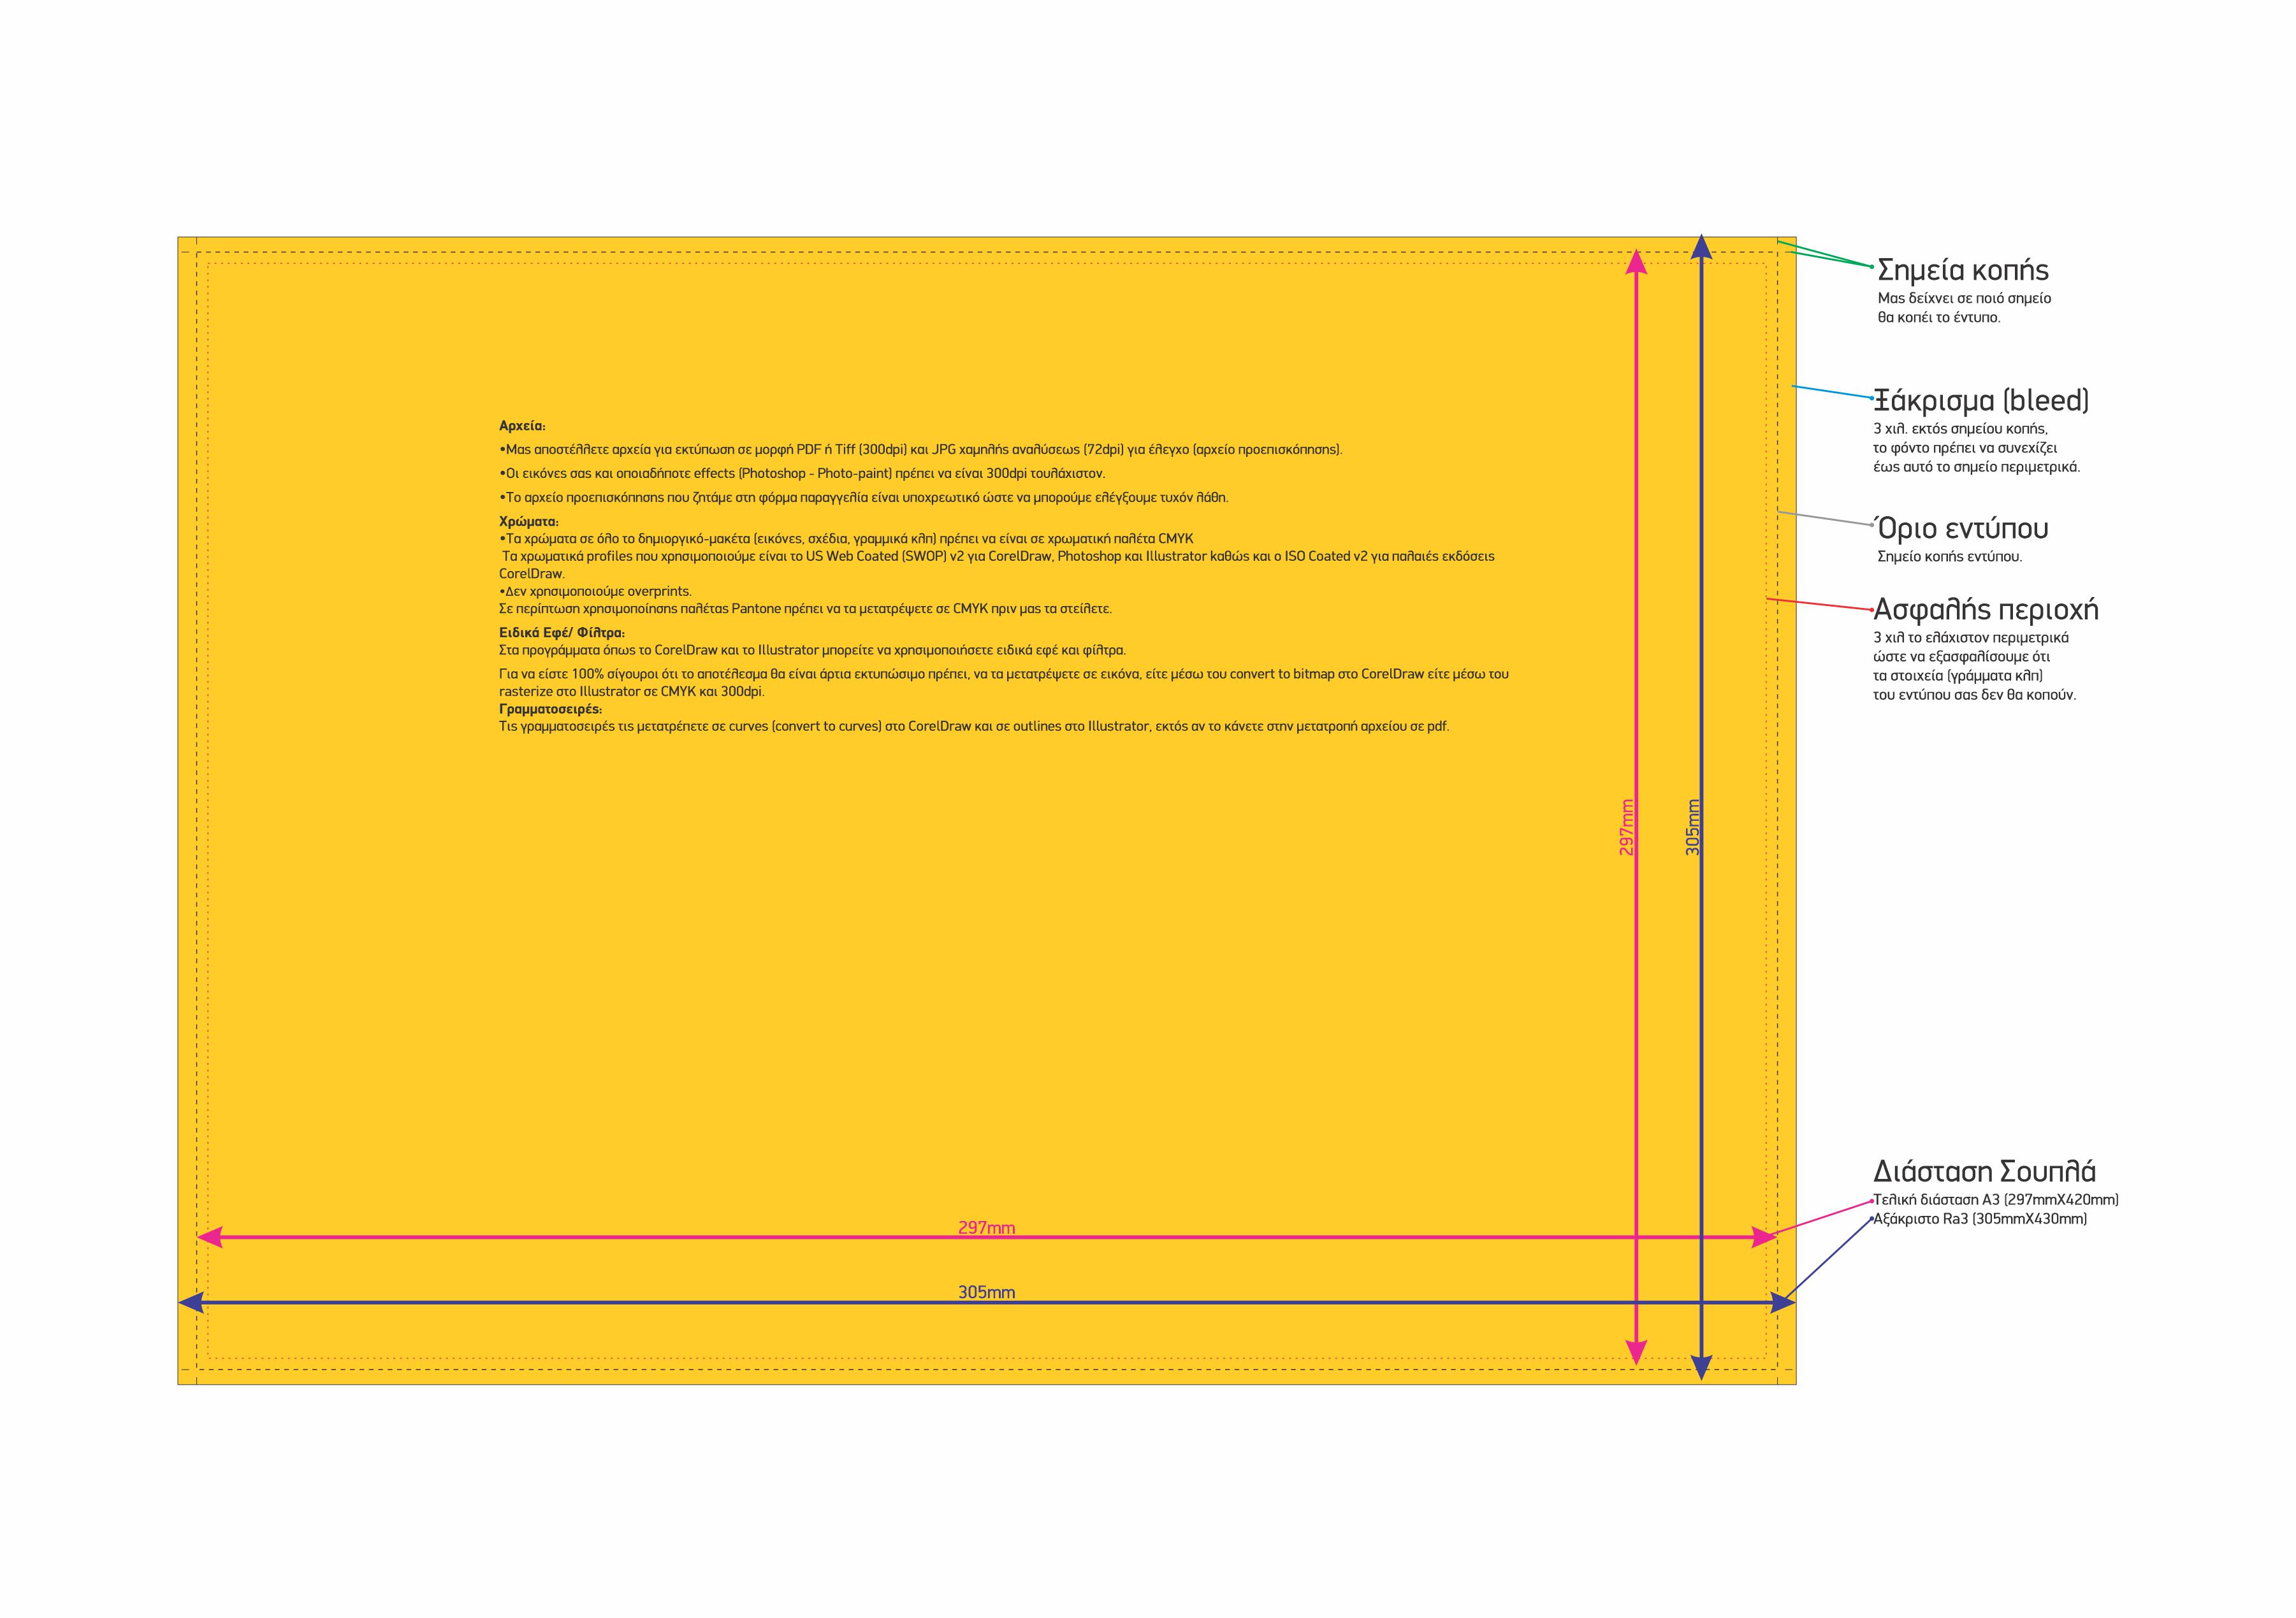 Αρχεία:
•Μας αποστέλλετε αρχεία για εκτύπωση σε μορφή PDF ή Tiff (300dpi) και JPG χαμηλής αναλύσεως (72dpi) για έλεγχο (αρχείο προεπισκόπησης).
•Οι εικόνες σας και οποιαδήποτε effects (Photoshop - Photo-paint) πρέπει να είναι 300dpi τουλάχιστον.
•Το αρχείο προεπισκόπησης που ζητάμε στη φόρμα παραγγελία είναι υποχρεωτικό ώστε να μπορούμε ελέγξουμε τυχόν λάθη.
Χρώματα:
•Τα χρώματα σε όλο το δημιοργικό-μακέτα (εικόνες, σχέδια, γραμμικά κλπ) πρέπει να είναι σε χρωματική παλέτα CMYK
Τα χρωματικά profiles που χρησιμοποιούμε είναι το US Web Coated (SWOP) v2 για CorelDraw, Photoshop και Illustrator καθώς και ο ISO Coated v2 για παλαιές εκδόσεις
CorelDraw.
•Δεν χρησιμοποιούμε overprints.
Σε περίπτωση χρησιμοποίησης παλέτας Pantone πρέπει να τα μετατρέψετε σε CMYK πριν μας τα στείλετε.
Ειδικά Εφέ/ Φίλτρα:
Στα προγράμματα όπως το CorelDraw και το Illustrator μπορείτε να χρησιμοποιήσετε ειδικά εφέ και φίλτρα.
Για να είστε 100% σίγουροι ότι το αποτέλεσμα θα είναι άρτια εκτυπώσιμο πρέπει, να τα μετατρέψετε σε εικόνα, είτε μέσω του convert to bitmap στο CorelDraw είτε μέσω του
rasterize στο Illustrator σε CMYK και 300dpi.
Γραμματοσειρές:
Τις γραμματοσειρές τις μετατρέπετε σε curves (convert to curves) στο CorelDraw και σε outlines στο Illustrator, εκτός αν το κάνετε στην μετατροπή αρχείου σε pdf.
297mm
305mm
297mm
305mm
Σημεία κοπής
Μας δείχνει σε ποιό σημείο
θα κοπέι το έντυπο.
Ξάκρισμα (bleed)
3 χιλ. εκτός σημείου κοπής,
το φόντο πρέπει να συνεχίζει
έως αυτό το σημείο περιμετρικά.
Όριο εντύπου
Σημείο κοπής εντύπου.
Ασφαλής περιοχή
3 χιλ το ελάχιστον περιμετρικά
ώστε να εξασφαλίσουμε ότι
τα στοιχεία (γράμματα κλπ)
του εντύπου σας δεν θα κοπούν.
Διάσταση Σουπλά
Τελική διάσταση Α3 (297mmX420mm)
Αξάκριστο Ra3 (305mmX430mm)